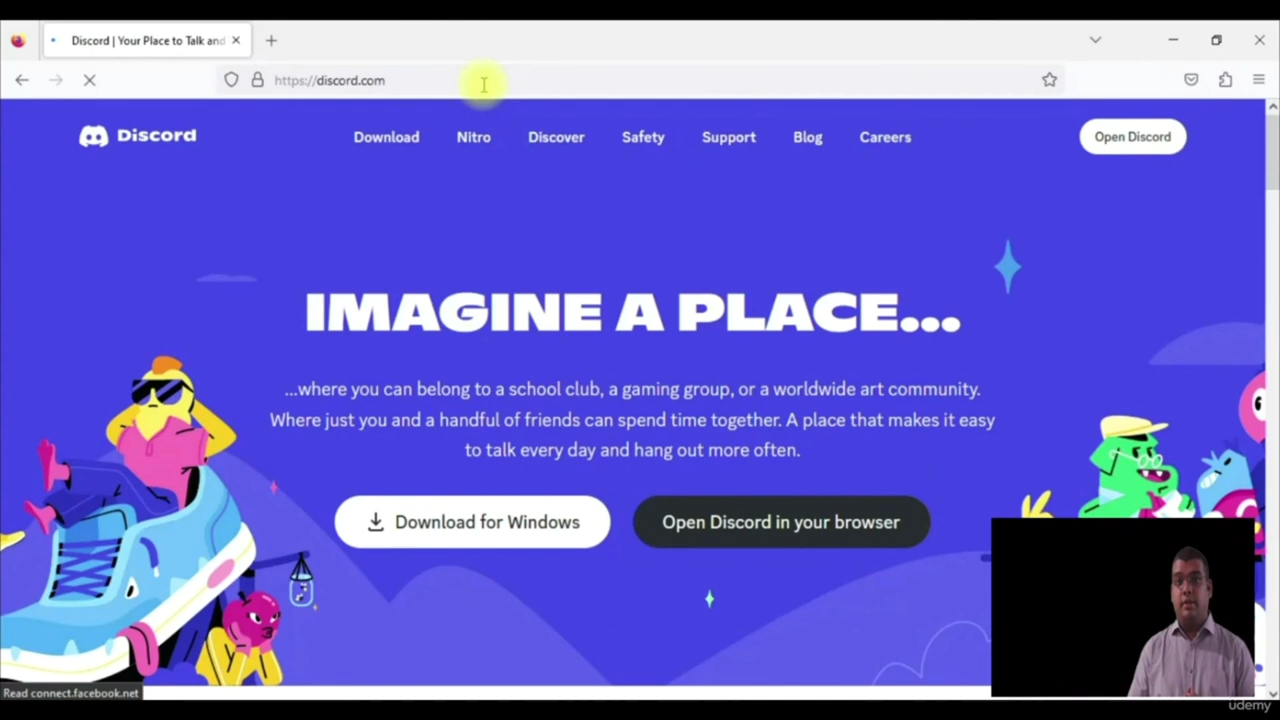 Discord | Your Place to Talk and
https://discord.com
Discord
Download
Nitro
Discover
Safety
Support
Blog
Careers
Open Discord
IMAGINE A PLACE...
...where you can belong to a school club, a gaming group, or a worldwide art community.
Where just you and a handful of friends can spend time together. A place that makes it easy
to talk every day and hang out more often.
Download for Windows
Open Discord in your browser
Read connect.facebook.net
udemy